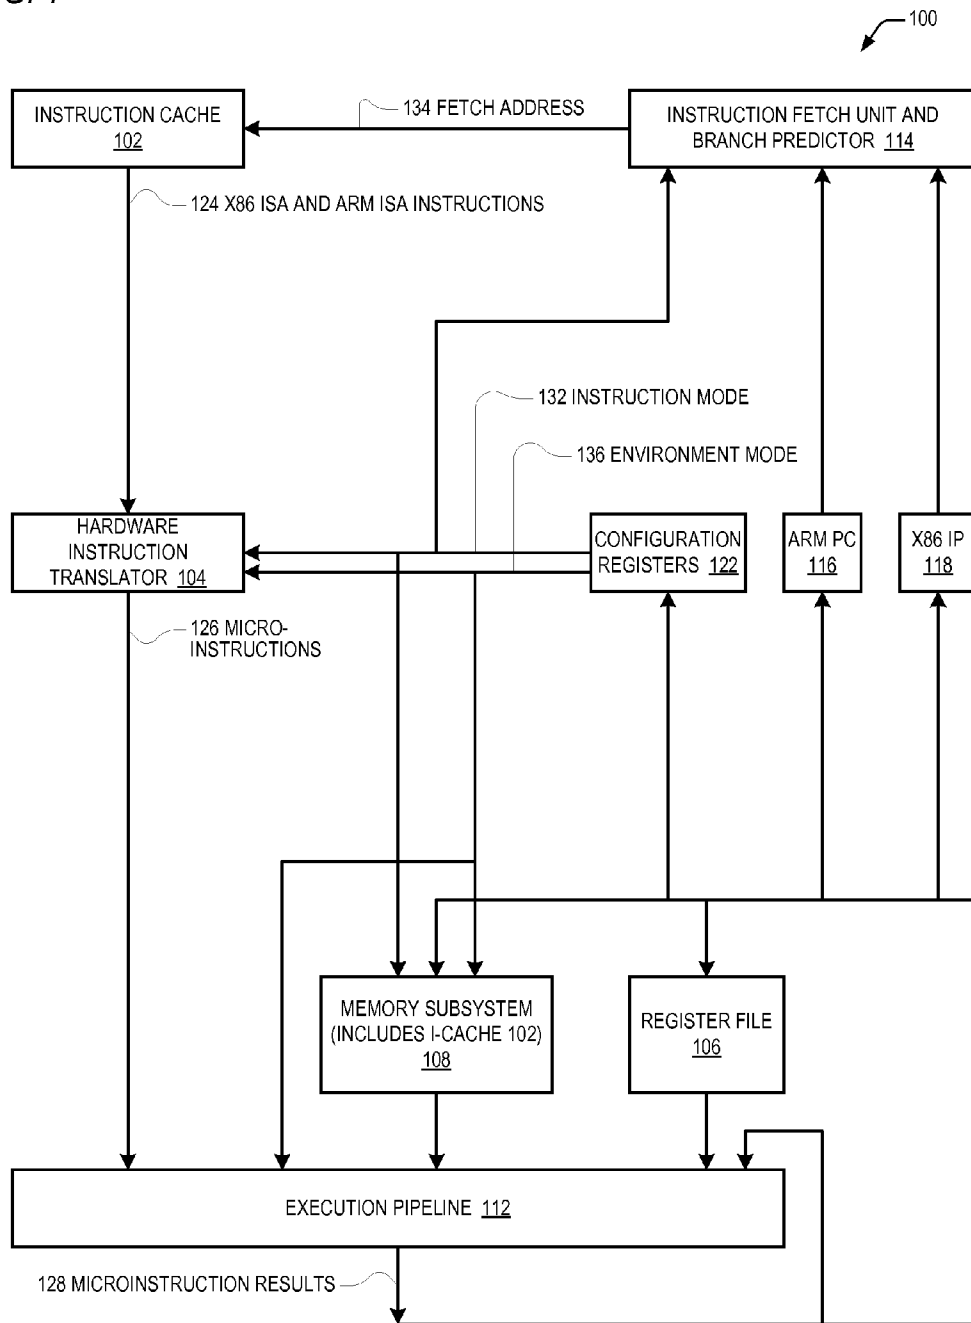 100
INSTRUCTION CACHE
102
134 FETCH ADDRESS
INSTRUCTION FETCH UNIT AND
BRANCH PREDICTOR 114
124 X86 ISA AND ARM ISA INSTRUCTIONS
132 INSTRUCTION MODE
136 ENVIRONMENT MODE
HARDWARE
INSTRUCTION
TRANSLATOR 104
CONFIGURATION
REGISTERS 122
ARM PC
116
X86 IP
118
126 MICRO-
INSTRUCTIONS
MEMORY SUBSYSTEM
(INCLUDES I-CACHE 102)
108
REGISTER FILE
106
EXECUTION PIPELINE 112
128 MICROINSTRUCTION RESULTS